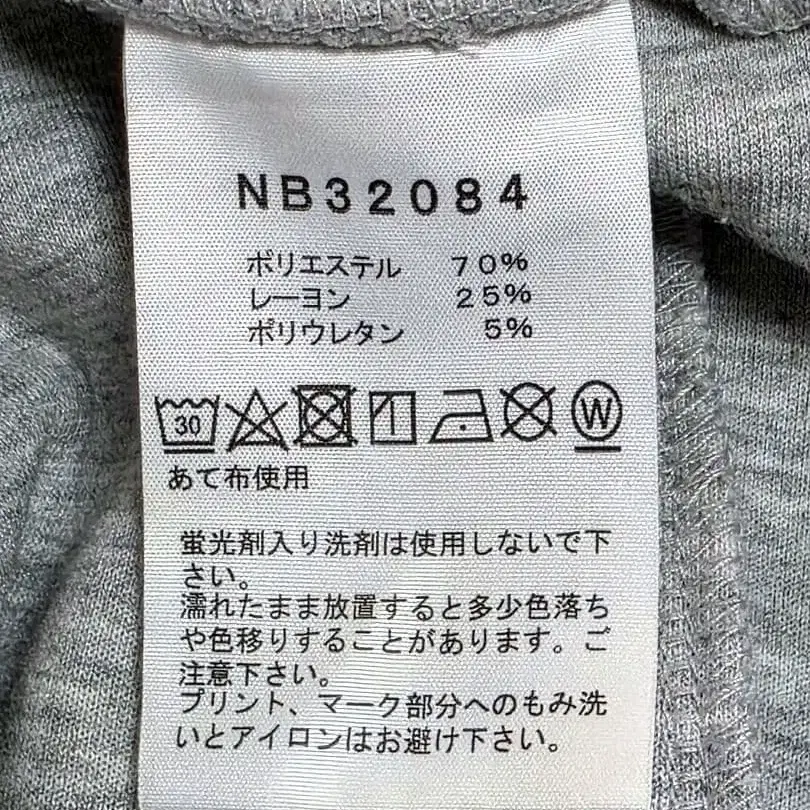 NB32084
ポリエステル 70%
レーヨン 25%
ポリウレタン 5%
30 W
あて布使用
蛍光剤入り洗剤は使用しないで下
さい。
濡れたまま放置すると多少色落ち
や色移りすることがあります。ご
注意下さい。
プリント、マーク部分へのもみ洗
いとアイロンはお避け下さい。